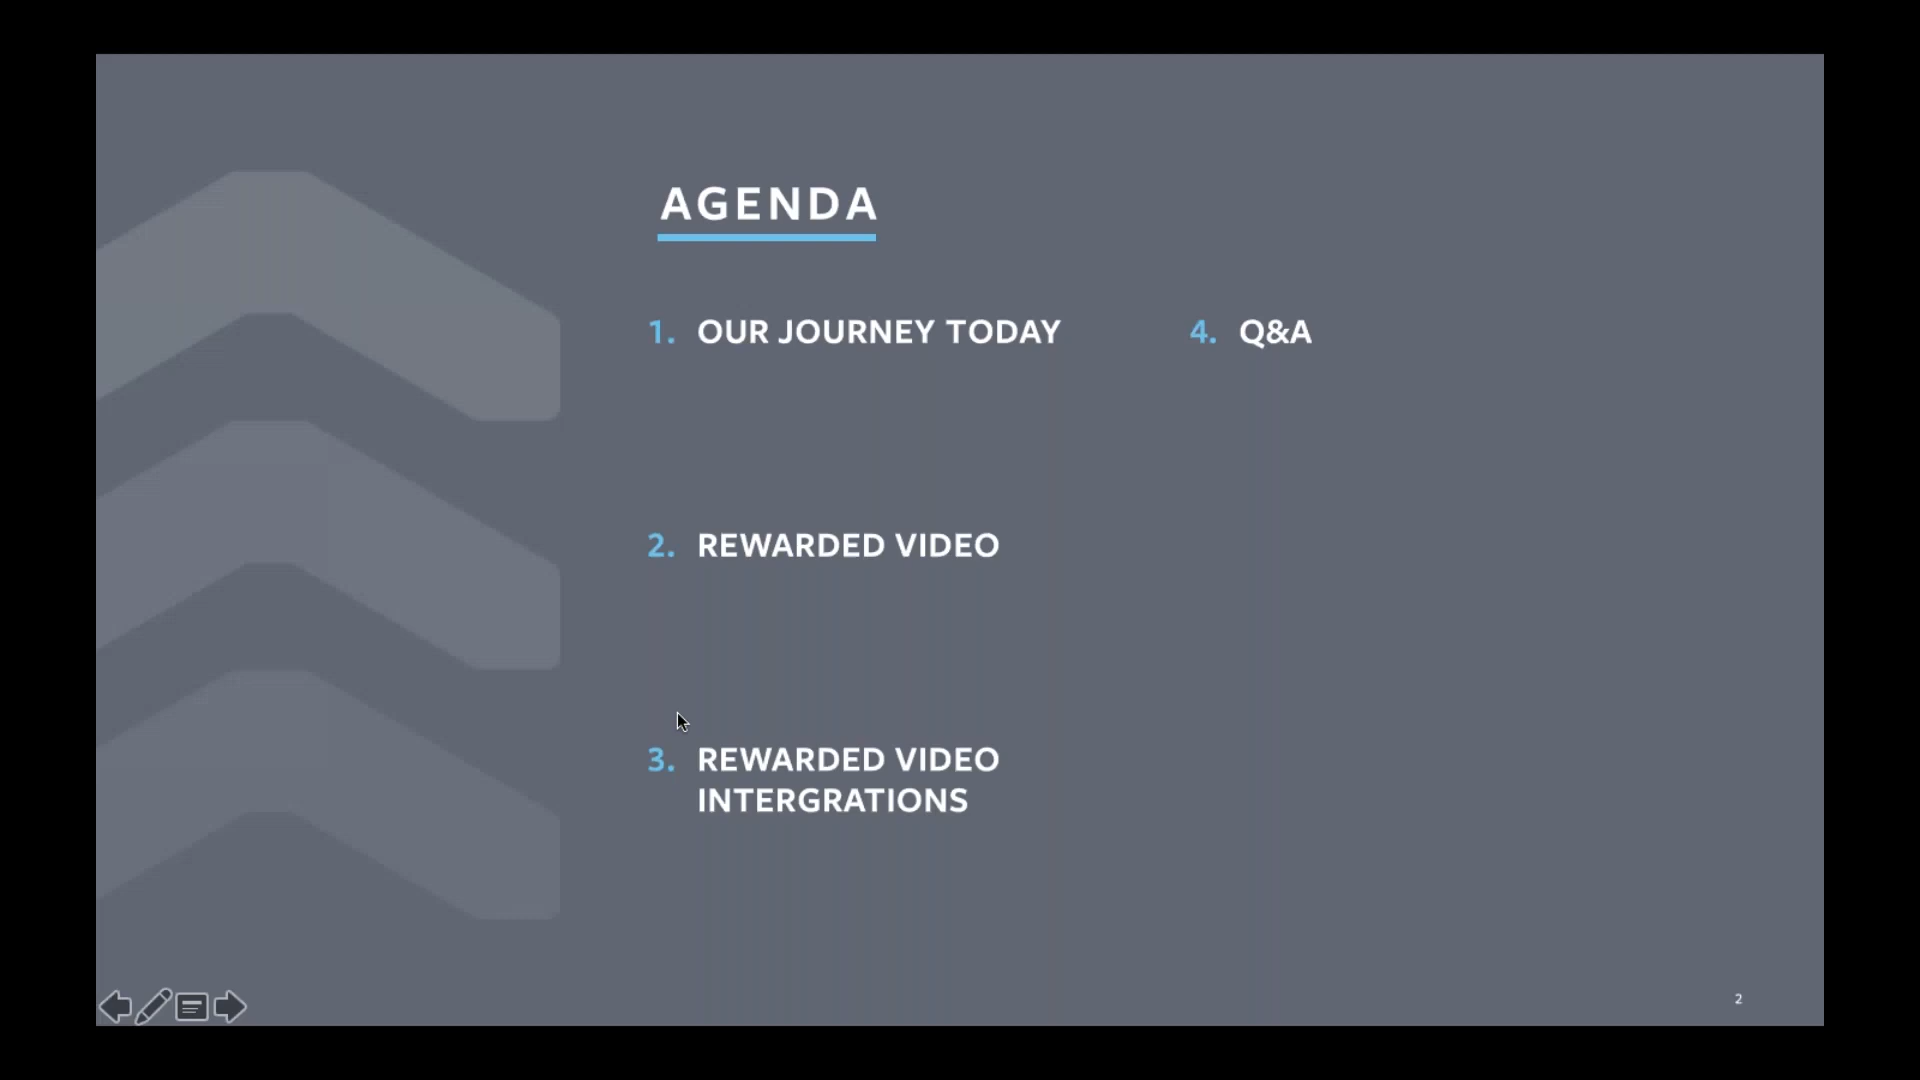 AGENDA
1. OUR JOURNEY TODAY
2. REWARDED VIDEO
3. REWARDED VIDEO
INTERGRATIONS
4. Q&A
2